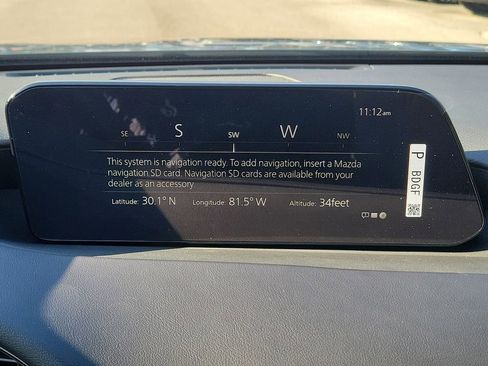 11:12am
SE S SW W NW
This system is navigation ready. To add navigation, insert a Mazda
navigation SD card. Navigation SD cards are available from your
dealer as an accessory
Latitude: 30.1° N Longitude: 81.5° W Altitude: 34feet
P BDGF